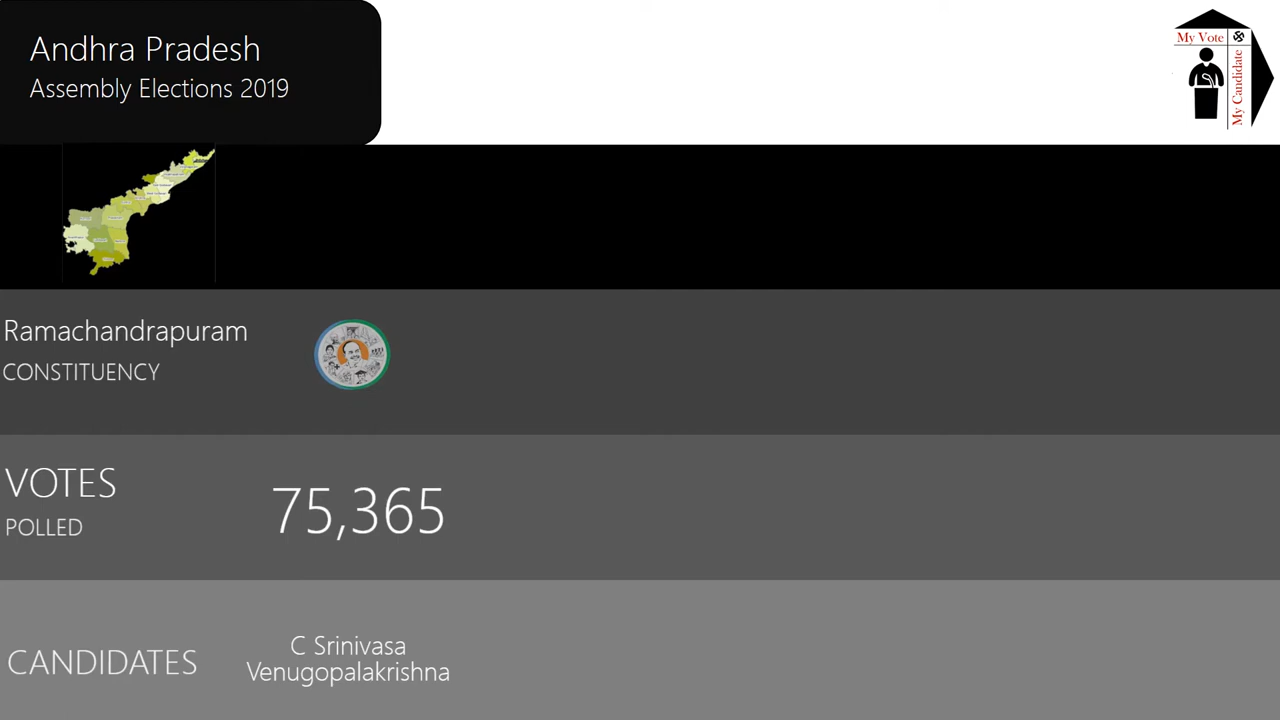 Andhra Pradesh
Assembly Elections 2019
My Vote
My Candidate
Ramachandrapuram
CONSTITUENCY
VOTES
POLLED
75,365
CANDIDATES
C Srinivasa
Venugopalakrishna